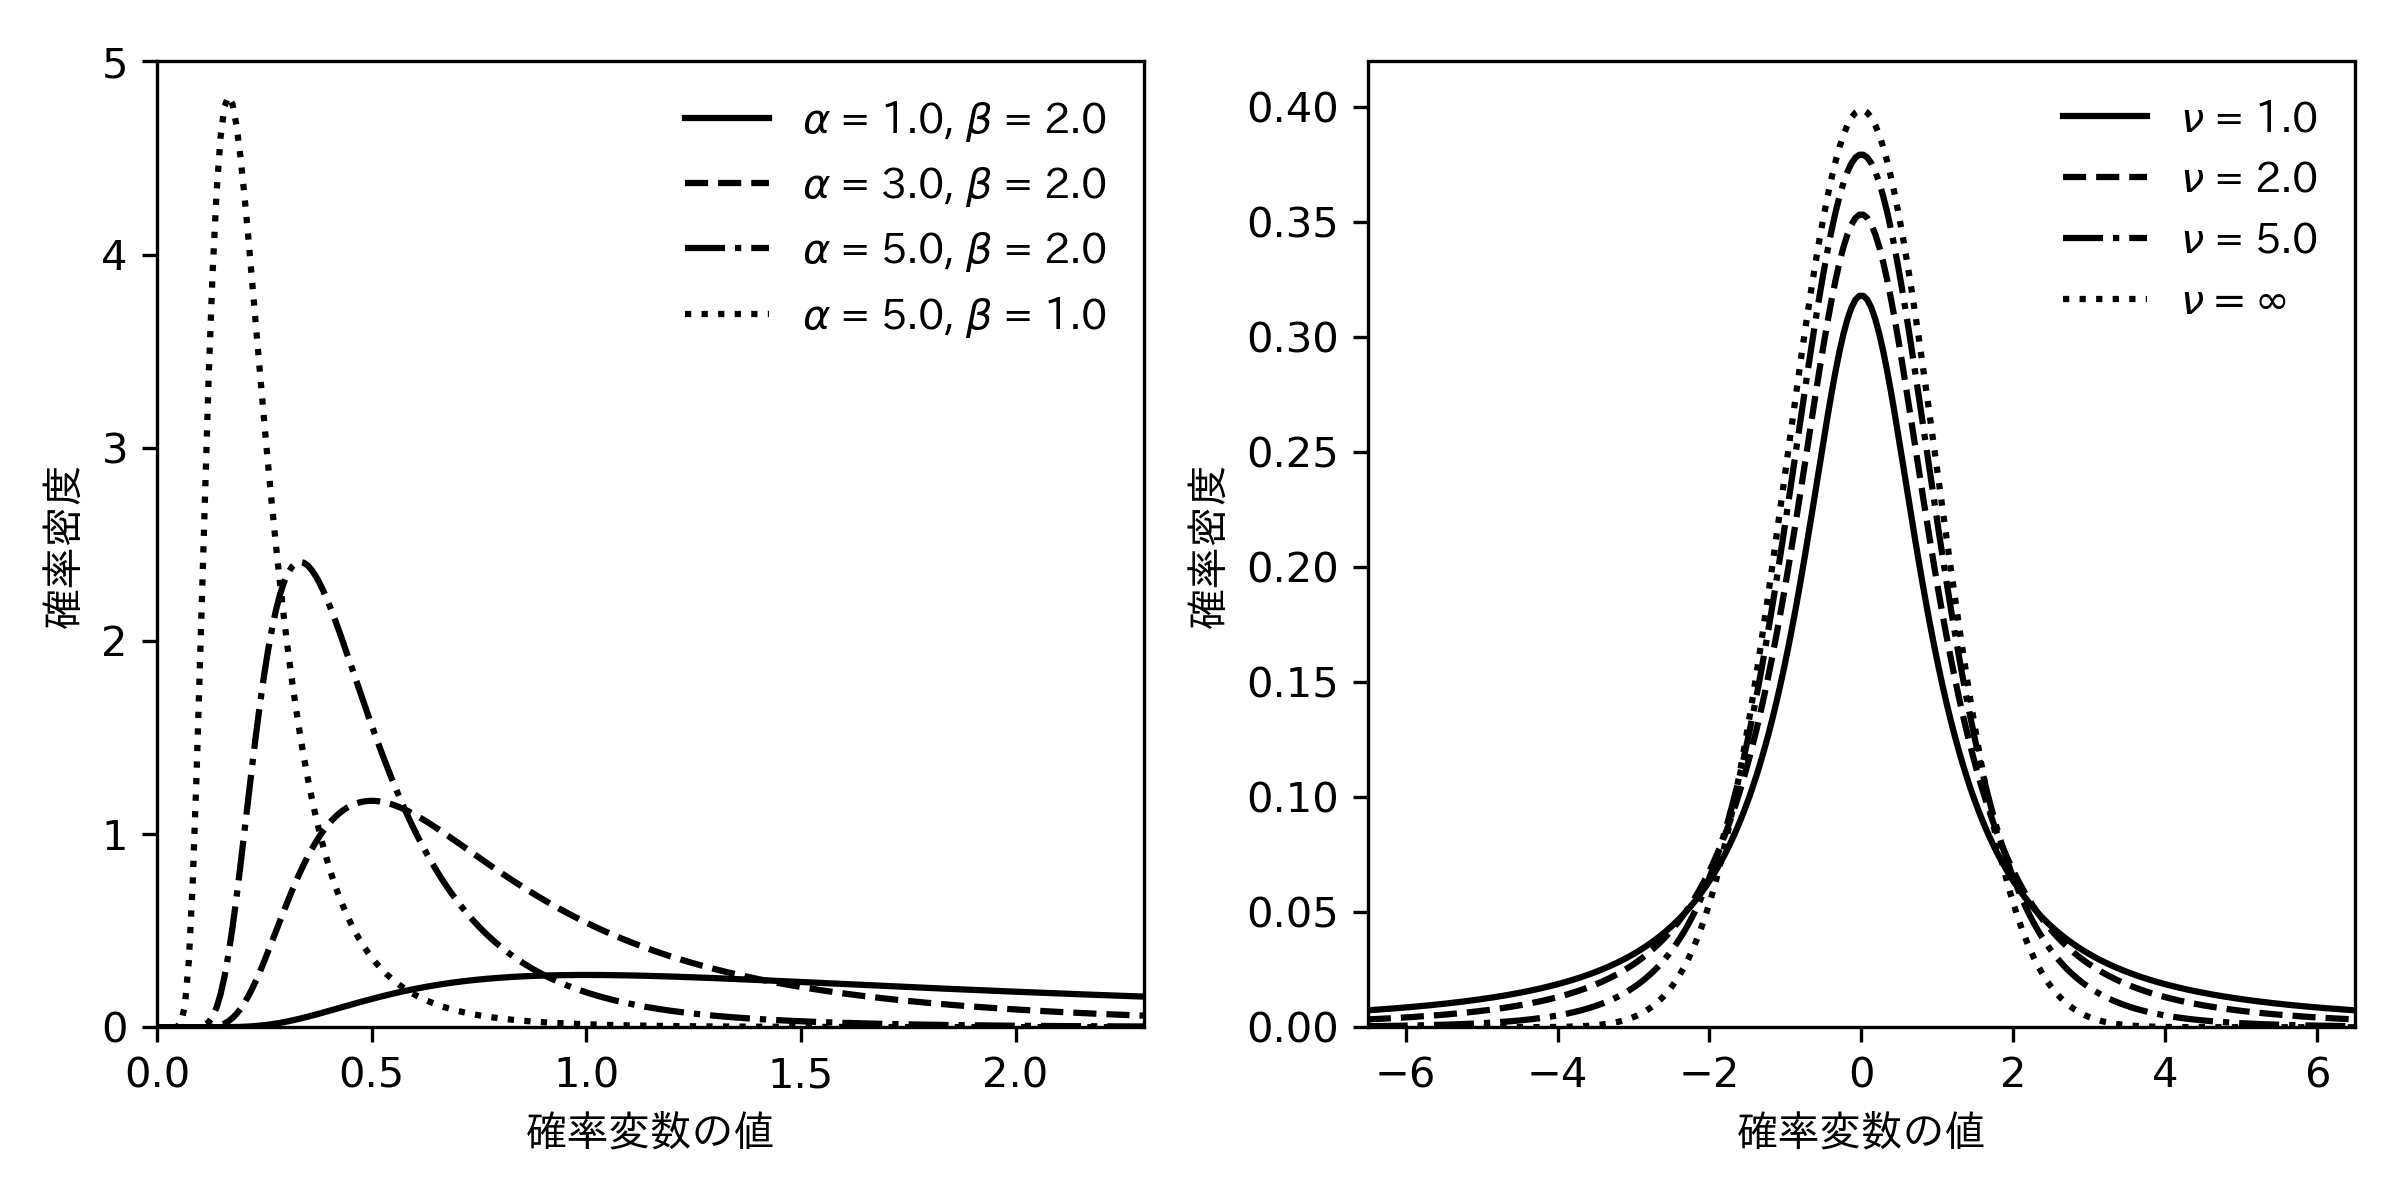 5
4
3
2
1
0
確率密度
α = 1.0, β = 2.0
α = 3.0, β = 2.0
α = 5.0, β = 2.0
α = 5.0, β = 1.0
0.0 0.5 1.0 1.5 2.0
確率変数の値
0.40
0.35
0.30
0.25
0.20
0.15
0.10
0.05
0.00
確率密度
ν = 1.0
ν = 2.0
ν = 5.0
ν = ∞
−6 −4 −2 0 2 4 6
確率変数の値